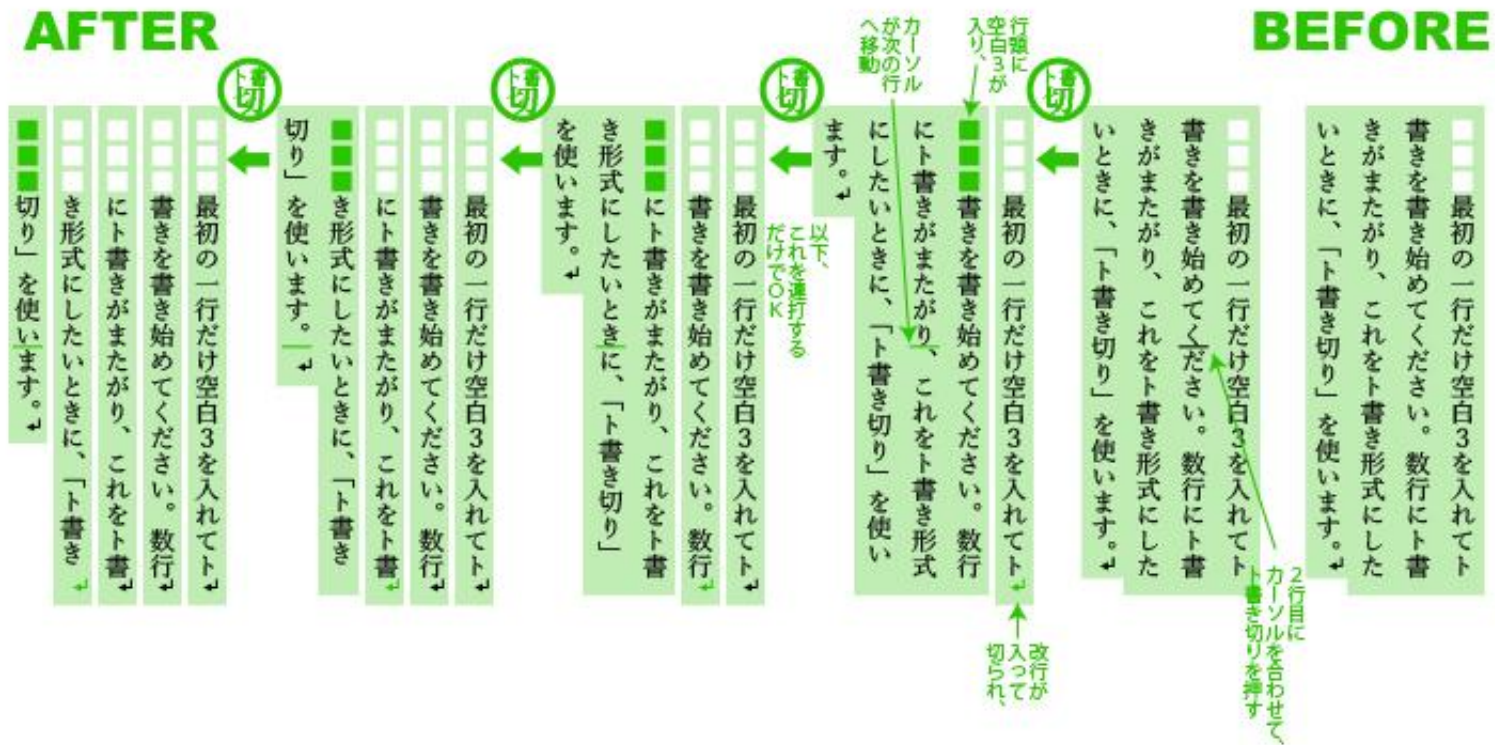 BEFORE
□□□最初の一行だけ空白3を入れてト
書きを書き始めてください。数行にト書
きがまたがり、これをト書き形式にした
いときに、「ト書き切り」を使います。↵
□□□最初の一行だけ空白3を入れてト
書きを書き始めてください。数行にト書
きがまたがり、これをト書き形式にした
いときに、「ト書き切り」を使います。↵
2行目に
カーソルを合わせて、
ト書き切りを押す
ト書切
行頭に
空白3が
入り、
カーソル
が次の行
へ移動
□□□最初の一行だけ空白3を入れてト↵
■■■書きを書き始めてください。数行
にト書きがまたがり、これをト書き形式
にしたいときに、「ト書き切り」を使い
ます。↵
改行が
入って
切られ、
ト書切
以下、
これを連打する
だけでOK
□□□最初の一行だけ空白3を入れてト↵
□□□書きを書き始めてください。数行↵
■■■にト書きがまたがり、これをト書
き形式にしたいときに、「ト書き切り」
を使います。↵
ト書切
□□□最初の一行だけ空白3を入れてト↵
□□□書きを書き始めてください。数行↵
□□□にト書きがまたがり、これをト書↵
■■■き形式にしたいときに、「ト書き
切り」を使います。↵
ト書切
AFTER
□□□最初の一行だけ空白3を入れてト↵
□□□書きを書き始めてください。数行↵
□□□にト書きがまたがり、これをト書↵
□□□き形式にしたいときに、「ト書き↵
■■■切り」を使います。↵